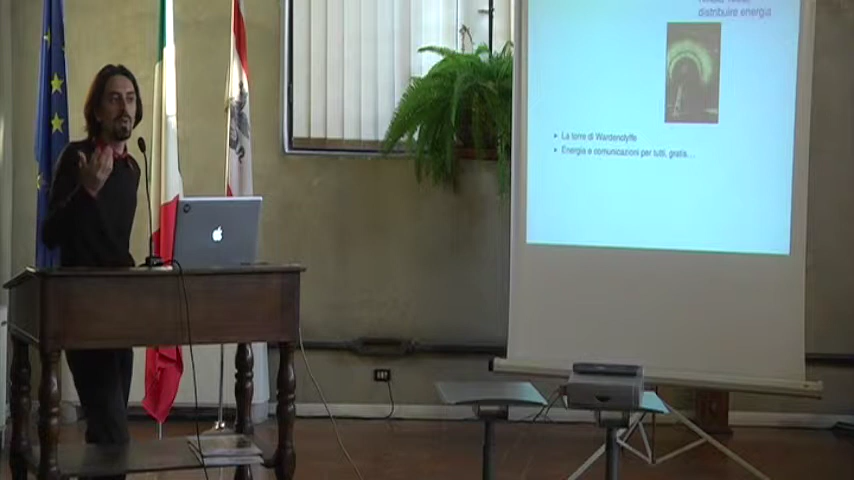 distribuire energia
▸ La torre di Wardenclyffe
▸ Energia e comunicazioni per tutti, gratis…